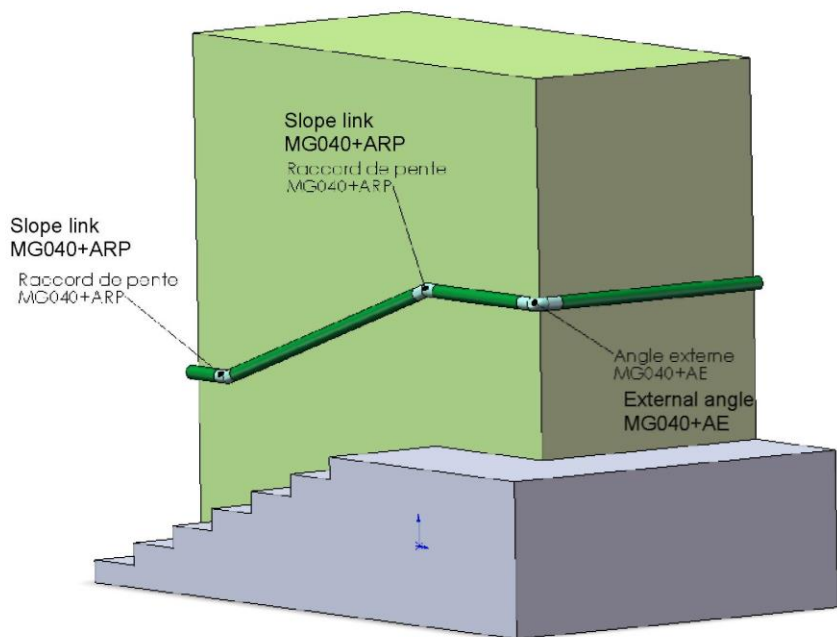 Slope link
MG040+ARP
Raccord de pente
MG040+ARP
Slope link
MG040+ARP
Raccord de pente
MG040+ARP
Angle externe
MG040+AE
External angle
MG040+AE